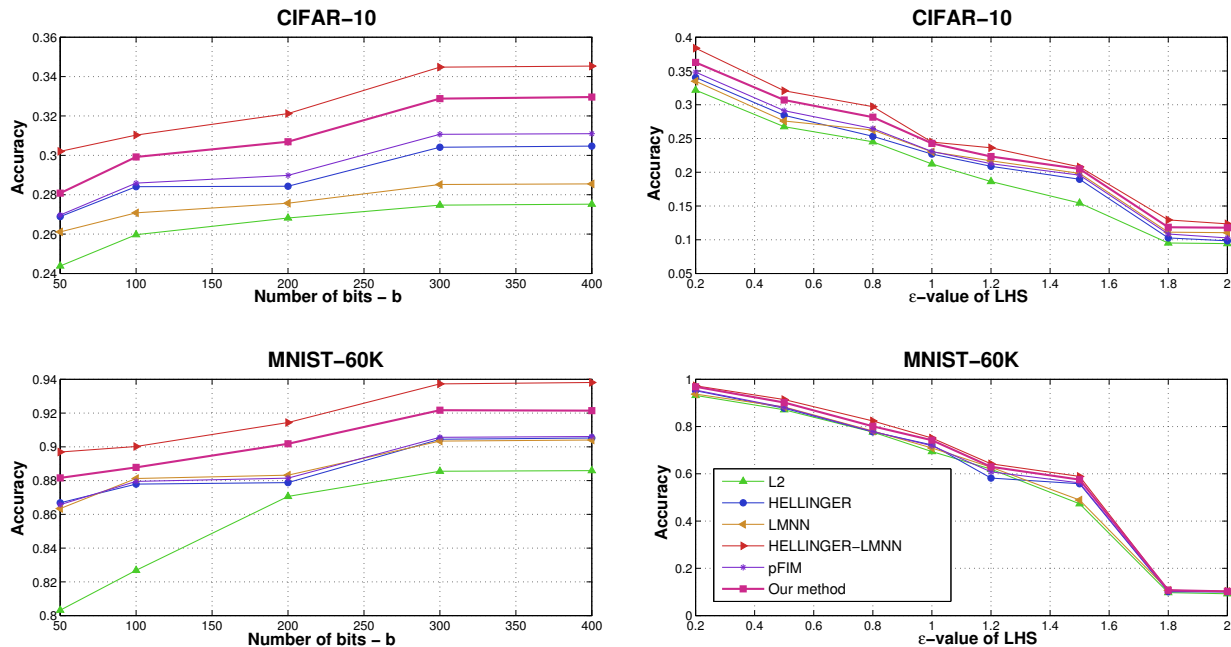 CIFAR−10
0.36
0.34
0.32
0.3
0.28
0.26
0.24
Accuracy
50 100 150 200 250 300 350 400
Number of bits − b
CIFAR−10
0.4
0.35
0.3
0.25
0.2
0.15
0.1
0.05
Accuracy
0.2 0.4 0.6 0.8 1 1.2 1.4 1.6 1.8 2
ε−value of LHS
MNIST−60K
0.94
0.92
0.9
0.88
0.86
0.84
0.82
0.8
Accuracy
50 100 150 200 250 300 350 400
Number of bits − b
MNIST−60K
1
0.8
0.6
0.4
0.2
0
Accuracy
0.2 0.4 0.6 0.8 1 1.2 1.4 1.6 1.8 2
ε−value of LHS
L2
HELLINGER
LMNN
HELLINGER−LMNN
pFIM
Our method